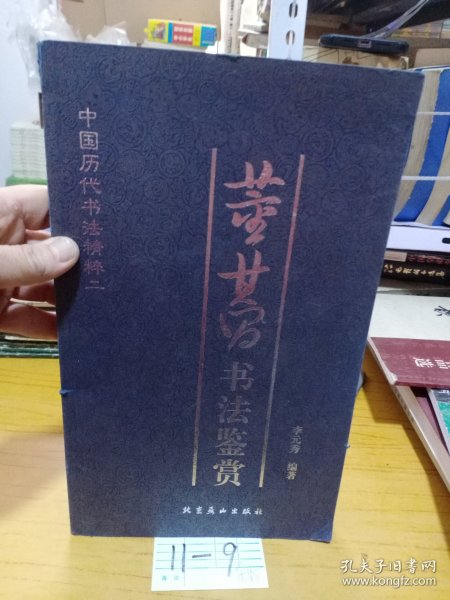 中国历代书法精粹二
董其昌
书法鉴赏
李元秀 编著
北京燕山出版社
11-9
备注
孔夫子旧书网
www.kongfz.com